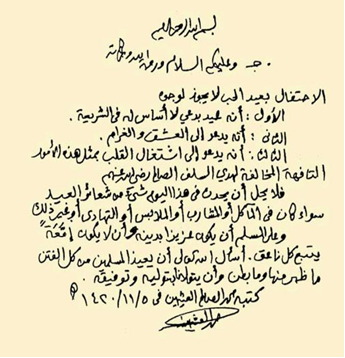 بسم الله الرحمن الرحيم
جـ وعليكم السلام ورحمة الله وبركاته
الاحتفال بعيد الحب لا يجوز لوجوه
الأول : أنه عيد بدعي لا أساس له في الشريعة .
الثاني : أنه يدعو إلى العشق والغرام .
الثالث : أنه يدعو إلى اشتغال القلب بمثل هذه الأمور
التافهة المخالفة لهدي السلف الصالح رضي الله عنهم
فلا يحل أن يحدث في هذا اليوم شيء من شعائر العيد
سواء كان في المآكل أو المشارب أو الملابس أو التهادي أو غير ذلك
وعلى المسلم أن يكون عزيزا بدينه وأن لا يكون إمَّعَةً
يتبع كل ناعق . أسأل الله تعالى أن يعيذ المسلمين من كل الفتن
ما ظهر منها وما بطن وأن يتولانا بتوليه وتوفيقه .
كتبه محمد الصالح العثيمين في ١٤٢٠/١١/٥ هـ